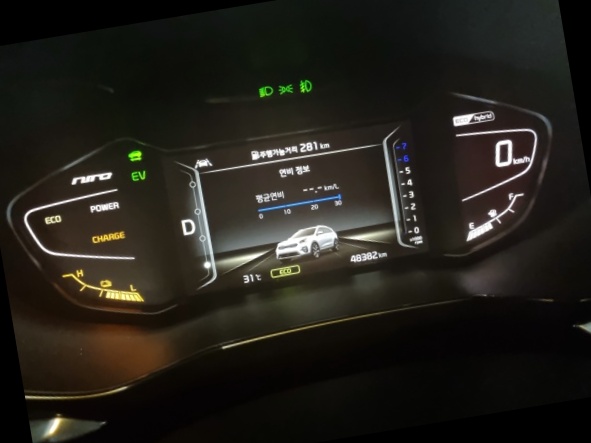 주행가능거리 281 km
연비 정보
평균연비 --.- km/L
0 10 20 30
niro
EV
ECO
POWER
CHARGE
H
L
D
31℃
ECO
48382 km
7
6
5
4
3
2
1
0
ECO hybrid
0 km/h
F
E